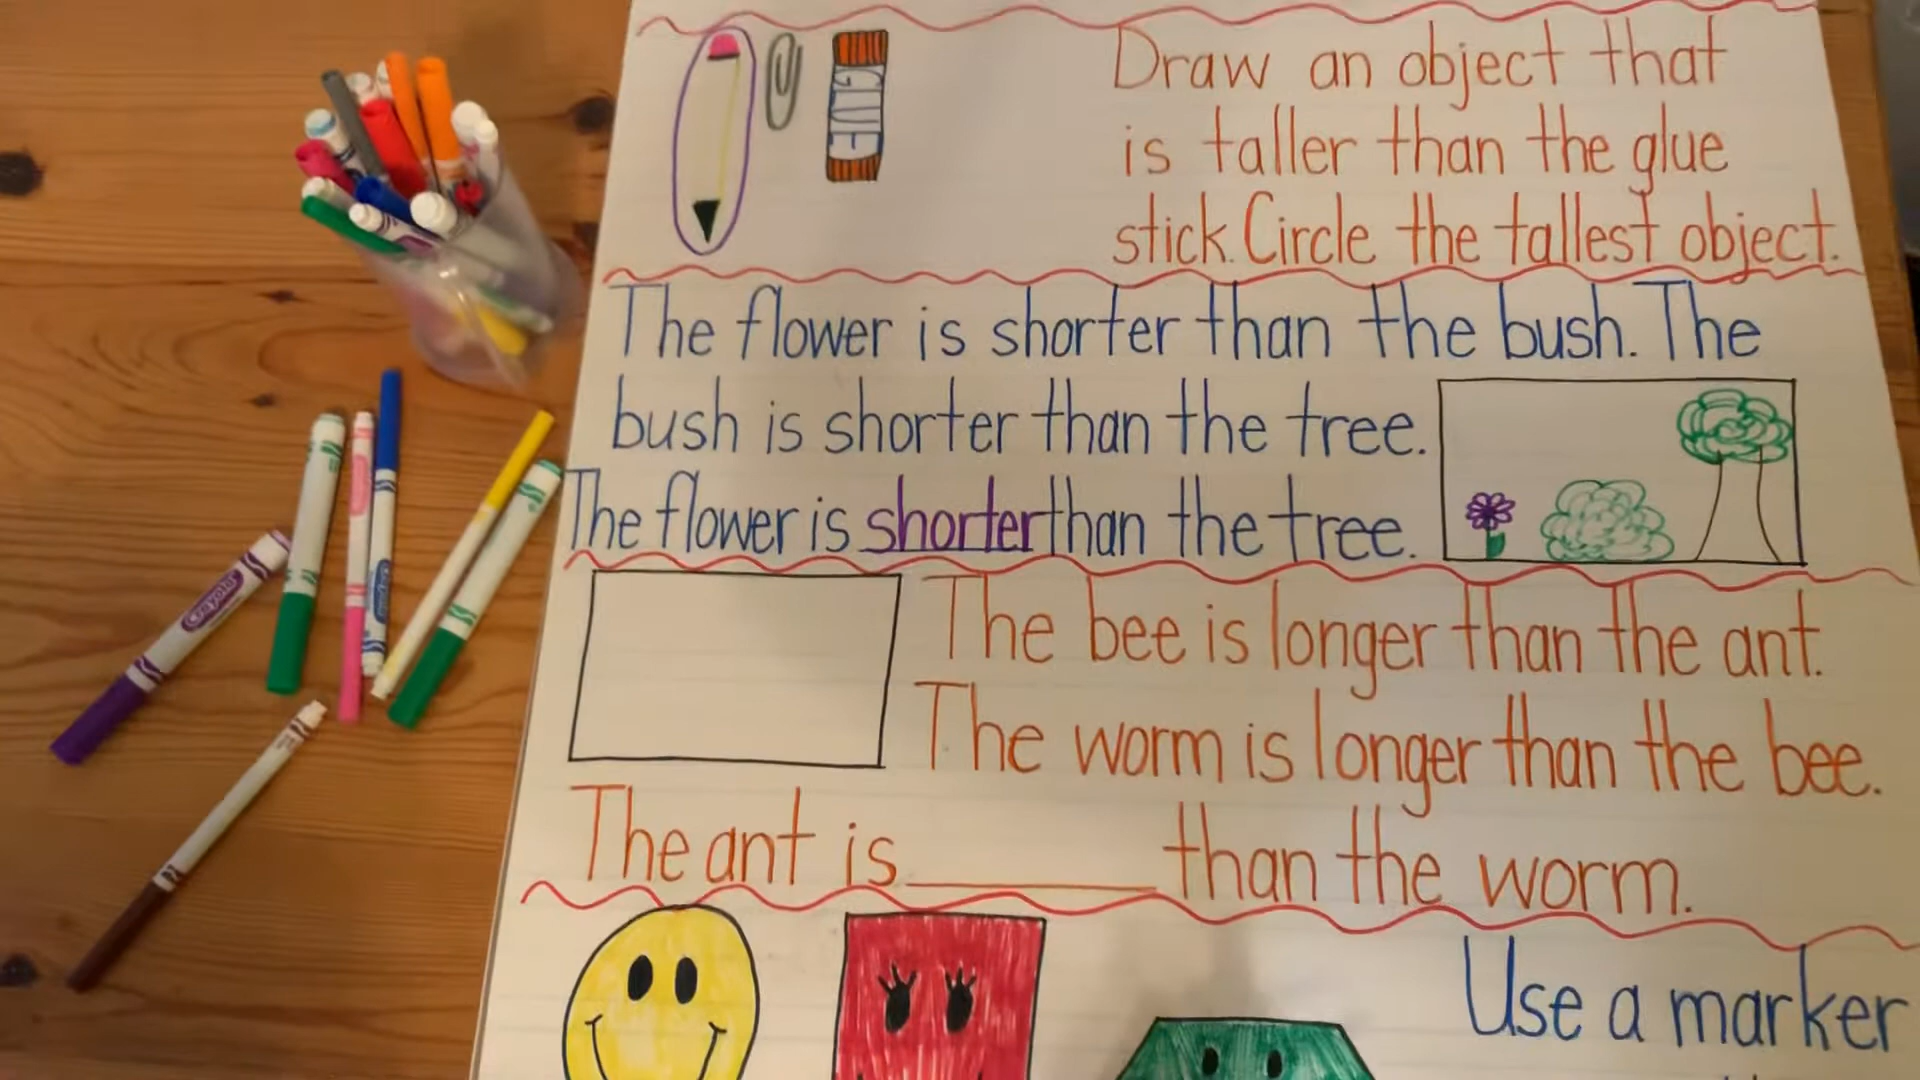 GLUE
Draw an object that
is taller than the glue
stick. Circle the tallest object.
The flower is shorter than the bush. The
bush is shorter than the tree.
The flower is shorter than the tree.
The bee is longer than the ant.
The worm is longer than the bee.
The ant is ______ than the worm.
Use a marker
Crayola